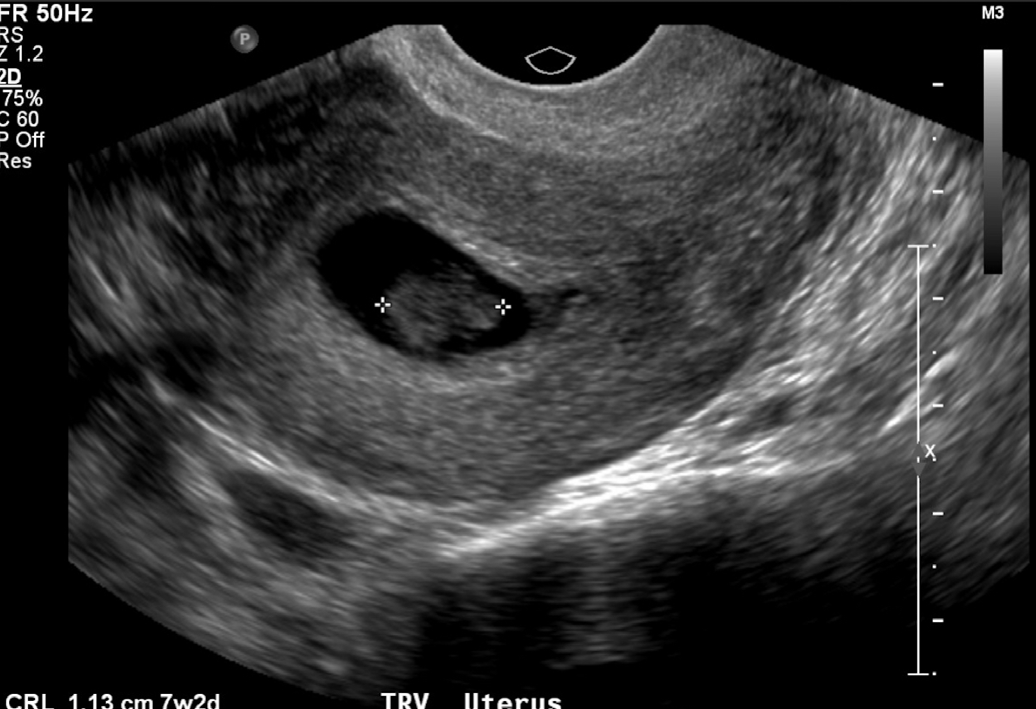 FR 50Hz
RS
Z 1.2
2D
75%
C 60
P Off
Res
P
M3
X
CRL 1.13 cm 7w2d
TRV Uterus